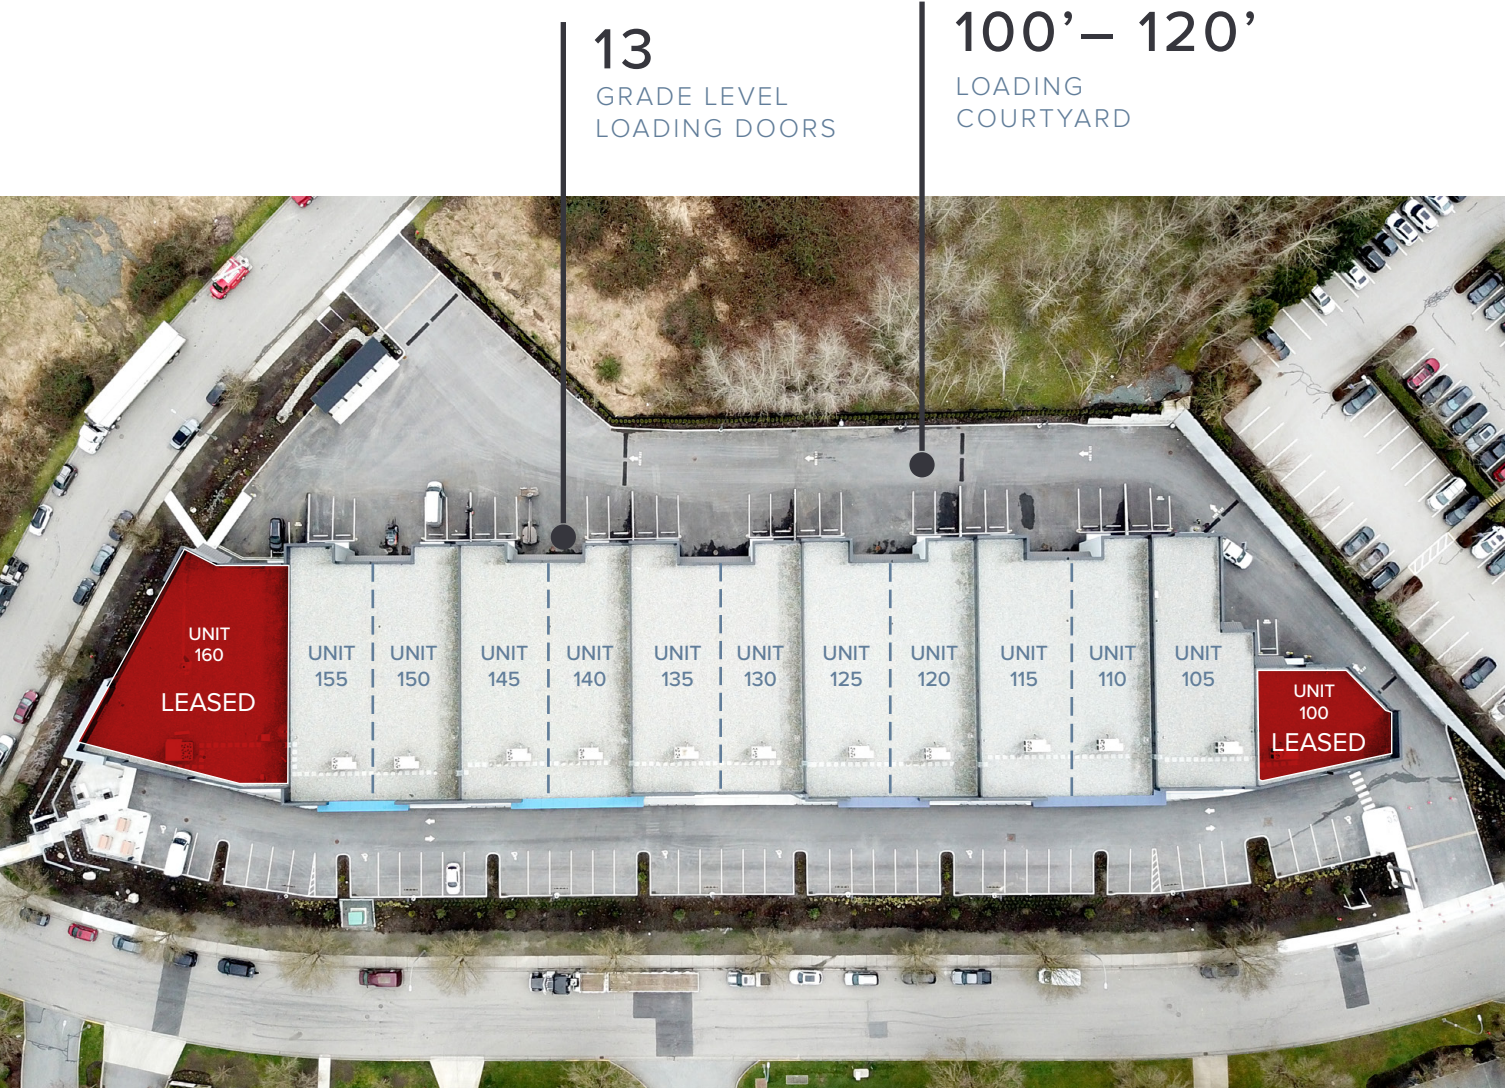 13
GRADE LEVEL
LOADING DOORS
100’– 120’
LOADING
COURTYARD
UNIT
160
LEASED
UNIT
155
UNIT
150
UNIT
145
UNIT
140
UNIT
135
UNIT
130
UNIT
125
UNIT
120
UNIT
115
UNIT
110
UNIT
105
UNIT
100
LEASED